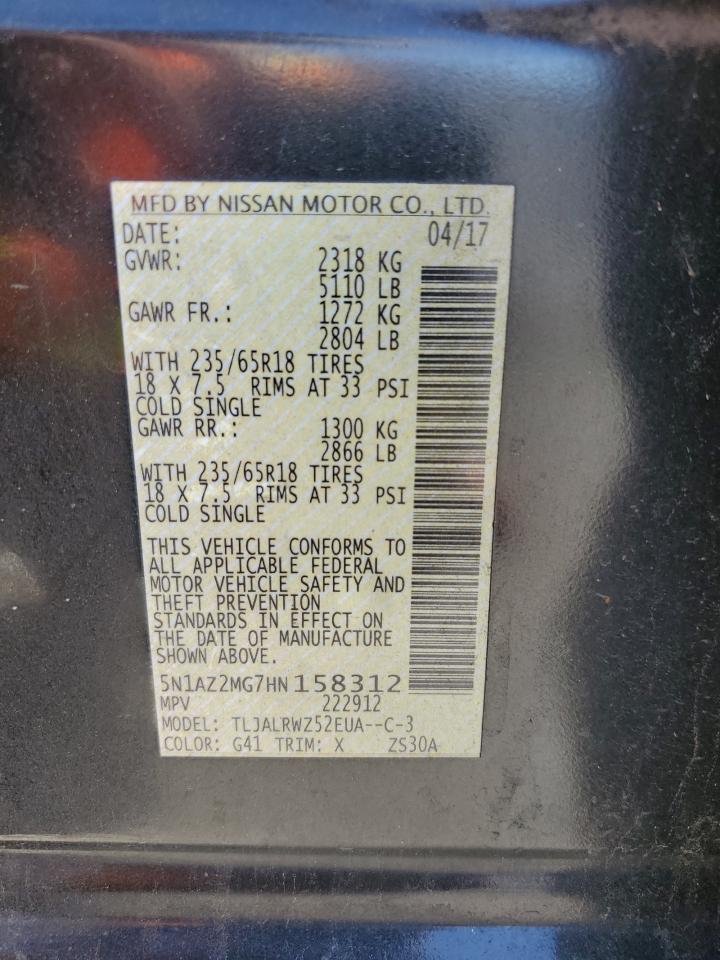 MFD BY NISSAN MOTOR CO., LTD.
DATE: 04/17
GVWR: 2318 KG
5110 LB
GAWR FR.: 1272 KG
2804 LB
WITH 235/65R18 TIRES
18 X 7.5 RIMS AT 33 PSI
COLD SINGLE
GAWR RR.: 1300 KG
2866 LB
WITH 235/65R18 TIRES
18 X 7.5 RIMS AT 33 PSI
COLD SINGLE
THIS VEHICLE CONFORMS TO
ALL APPLICABLE FEDERAL
MOTOR VEHICLE SAFETY AND
THEFT PREVENTION
STANDARDS IN EFFECT ON
THE DATE OF MANUFACTURE
SHOWN ABOVE.
5N1AZ2MG7HN158312
MPV 222912
MODEL: TLJALRWZ52EUA--C-3
COLOR: G41 TRIM: X ZS30A